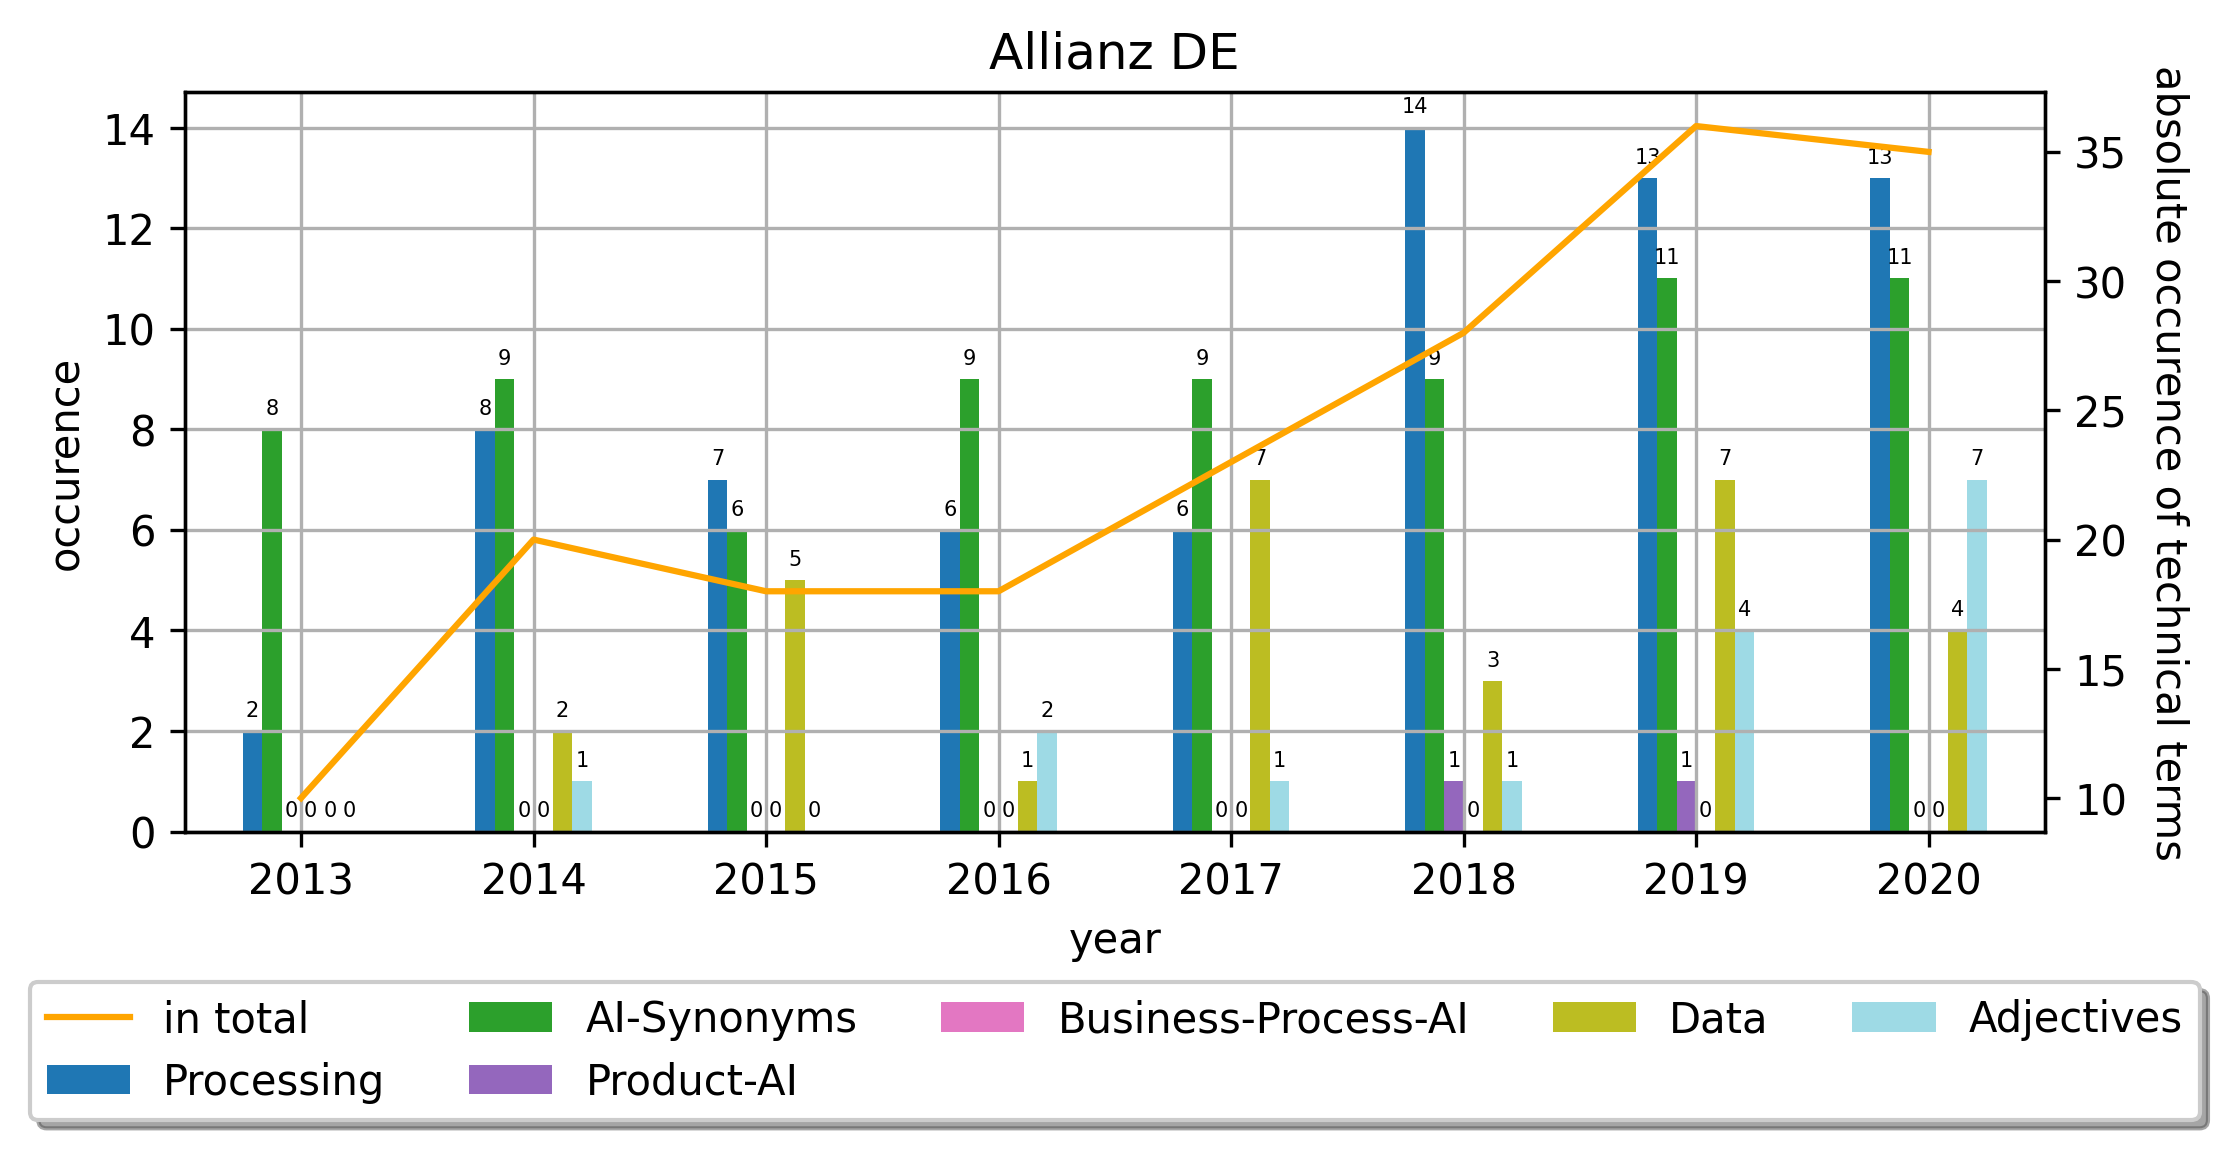 Allianz DE
14
12
10
8
6
4
2
0
occurence
35
30
25
20
15
10
absolute occurence of technical terms
2 8 0 0 0 0
8 9 0 0 2 1
7 6 0 0 5 0
6 9 0 0 1 2
6 9 0 0 7 1
14 9 1 0 3 1
13 11 1 0 7 4
13 11 0 0 4 7
2013 2014 2015 2016 2017 2018 2019 2020
year
in total AI-Synonyms Business-Process-AI Data Adjectives
Processing Product-AI